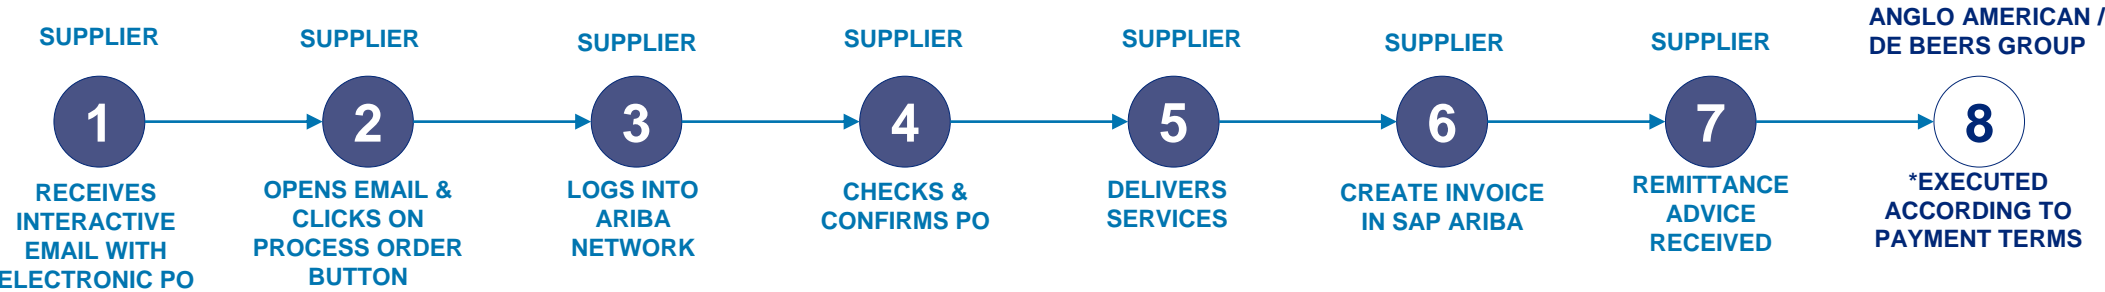 SUPPLIER
1
RECEIVES
INTERACTIVE
EMAIL WITH
ELECTRONIC PO
SUPPLIER
2
OPENS EMAIL &
CLICKS ON
PROCESS ORDER
BUTTON
SUPPLIER
3
LOGS INTO
ARIBA
NETWORK
SUPPLIER
4
CHECKS &
CONFIRMS PO
SUPPLIER
5
DELIVERS
SERVICES
SUPPLIER
6
CREATE INVOICE
IN SAP ARIBA
SUPPLIER
7
REMITTANCE
ADVICE
RECEIVED
ANGLO AMERICAN /
DE BEERS GROUP
8
*EXECUTED
ACCORDING TO
PAYMENT TERMS